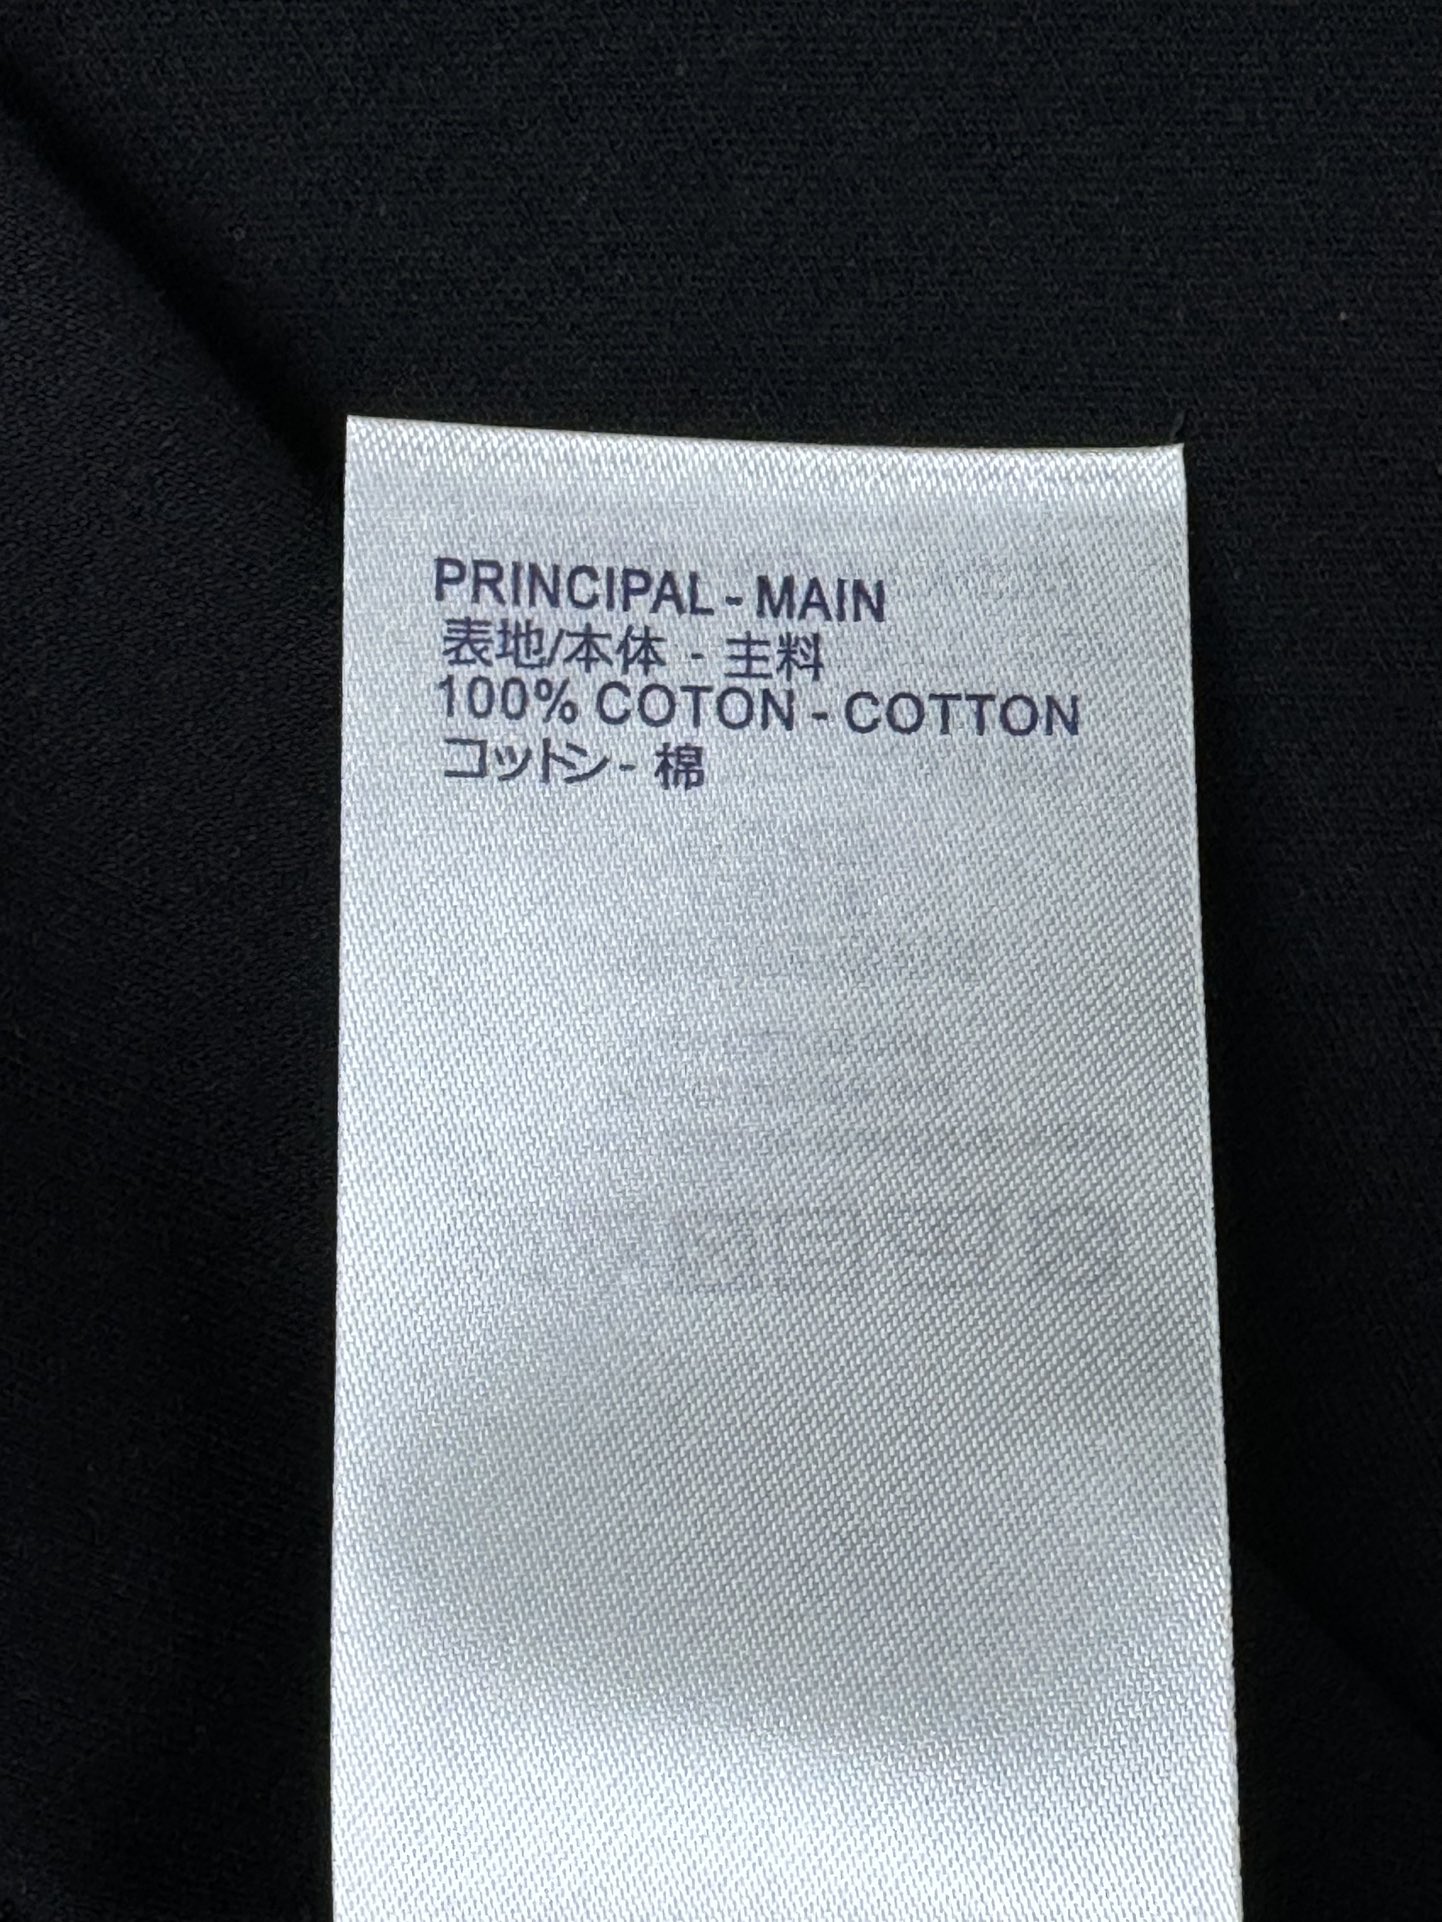 PRINCIPAL - MAIN
表地/本体 - 主料
100% COTON - COTTON
コットン - 棉